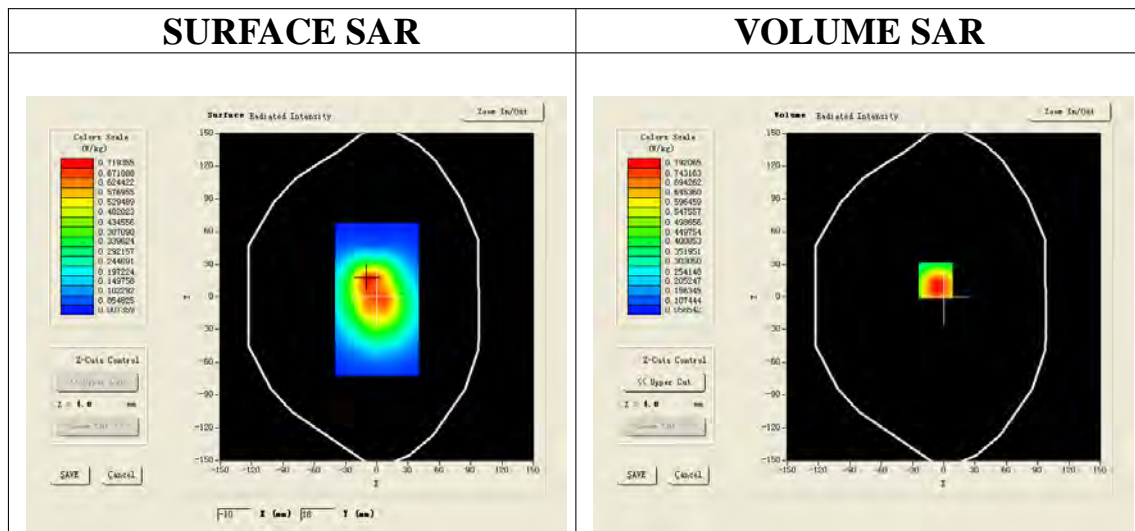 SURFACE SAR
VOLUME SAR
Surface Radiated Intensity
Zoom In/Out
Colors Scale
(W/kg)
0.719355
0.671888
0.624422
0.576955
0.529489
0.482023
0.434556
0.387090
0.339624
0.292157
0.244691
0.197224
0.149758
0.102292
0.054825
0.007359
150
120
90
60
30
0
-30
-60
-90
-120
-150
-150 -120 -90 -60 -30 0 30 60 90 120 150
Z-Cuts Control
Z = 4.0 mm
SAVE
Cancel
-10 X (mm) 18 Y (mm)
Volume Radiated Intensity
Zoom In/Out
Colors Scale
(W/kg)
0.792065
0.743163
0.694262
0.645360
0.596459
0.547557
0.498656
0.449754
0.400853
0.351951
0.303050
0.254148
0.205247
0.156345
0.107444
0.058542
150
120
90
60
30
0
-30
-60
-90
-120
-150
-150 -120 -90 -60 -30 0 30 60 90 120 150
Z-Cuts Control
<< Upper Cut
Z = 4.0 mm
SAVE
Cancel